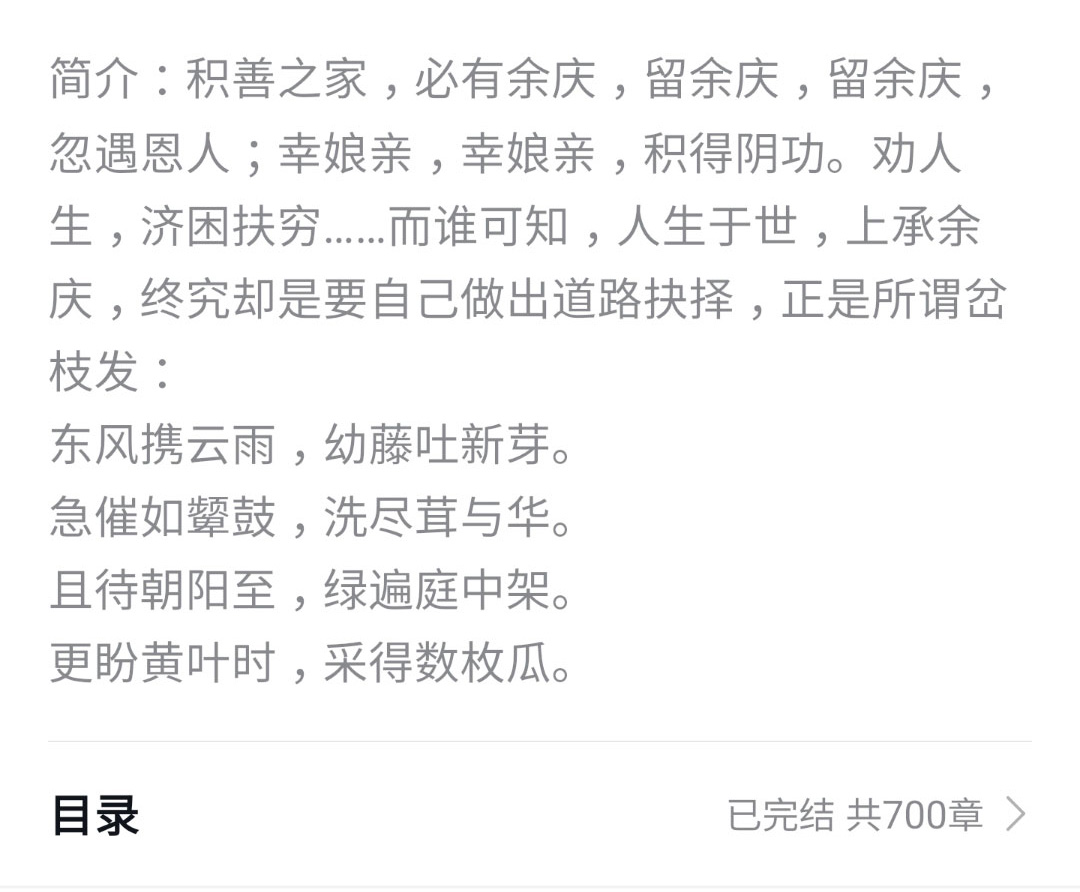 简介：积善之家，必有余庆，留余庆，留余庆，
忽遇恩人；幸娘亲，幸娘亲，积得阴功。劝人
生，济困扶穷……而谁可知，人生于世，上承余
庆，终究却是要自己做出道路抉择，正是所谓岔
枝发：
东风携云雨，幼藤吐新芽。
急催如颦鼓，洗尽茸与华。
且待朝阳至，绿遍庭中架。
更盼黄叶时，采得数枚瓜。
目录
已完结 共700章